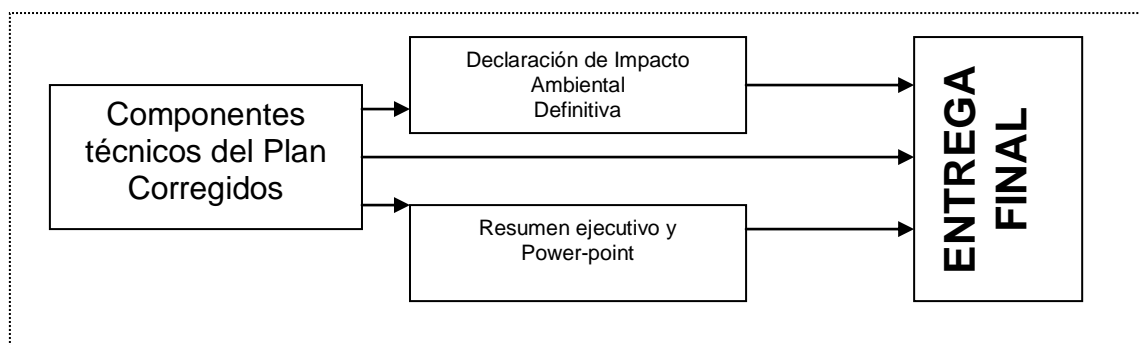 Componentes
técnicos del Plan
Corregidos
Declaración de Impacto
Ambiental
Definitiva
Resumen ejecutivo y
Power-point
ENTREGA
FINAL